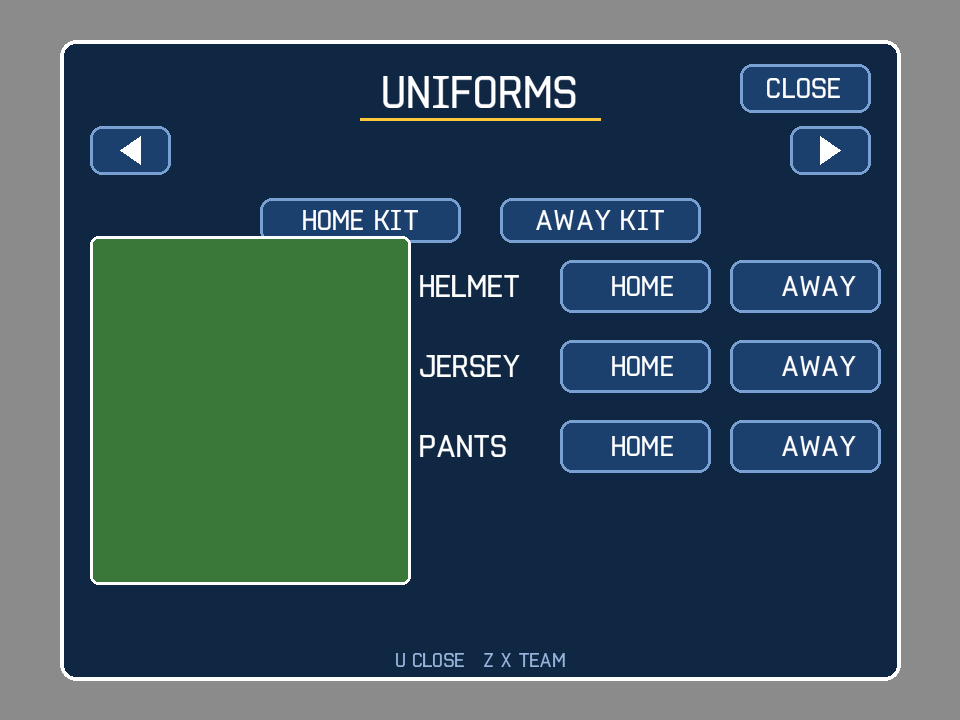 UNIFORMS
CLOSE
HOME KIT AWAY KIT
HELMET HOME AWAY
JERSEY HOME AWAY
PANTS HOME AWAY
U CLOSE Z X TEAM